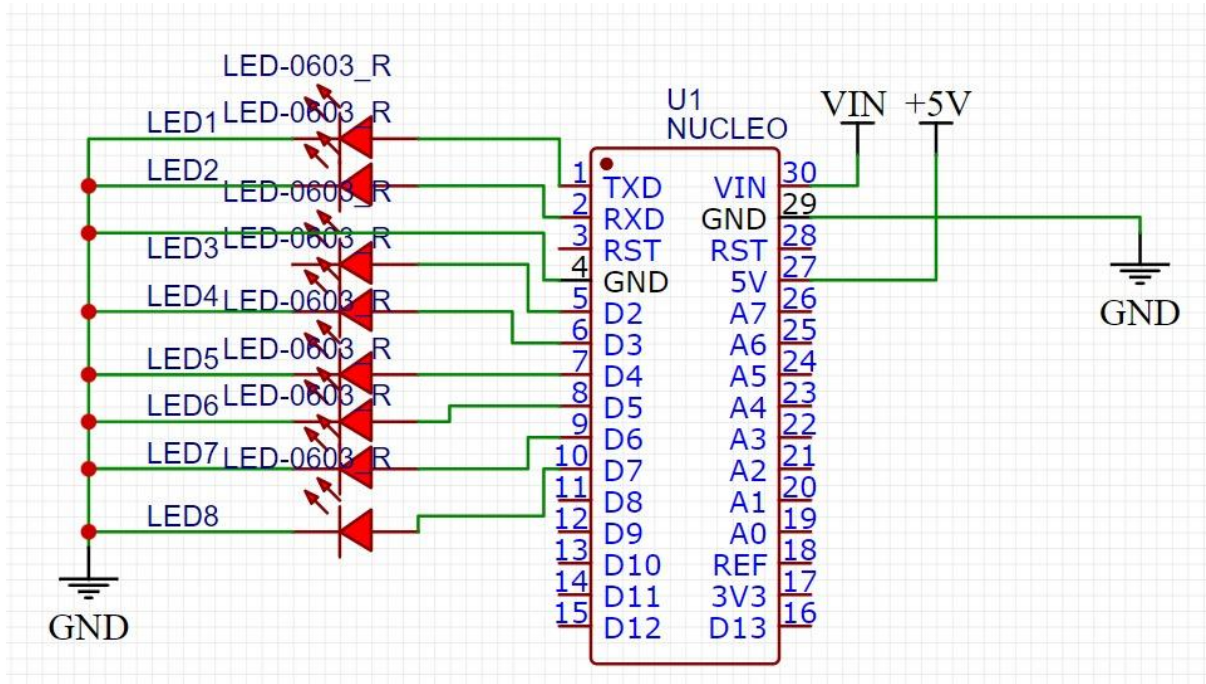 LED-0603_R
LED1 LED-0603_R
LED2
LED-0603_R
LED3 LED-0603_R
LED4 LED-0603_R
LED5 LED-0603_R
LED6 LED-0603_R
LED7 LED-0603_R
LED8
GND
U1
NUCLEO
VIN +5V
1 TXD VIN 30
2 RXD GND 29
3 RST RST 28
4 GND 5V 27
5 D2 A7 26
6 D3 A6 25
7 D4 A5 24
8 D5 A4 23
9 D6 A3 22
10 D7 A2 21
11 D8 A1 20
12 D9 A0 19
13 D10 REF 18
14 D11 3V3 17
15 D12 D13 16
GND